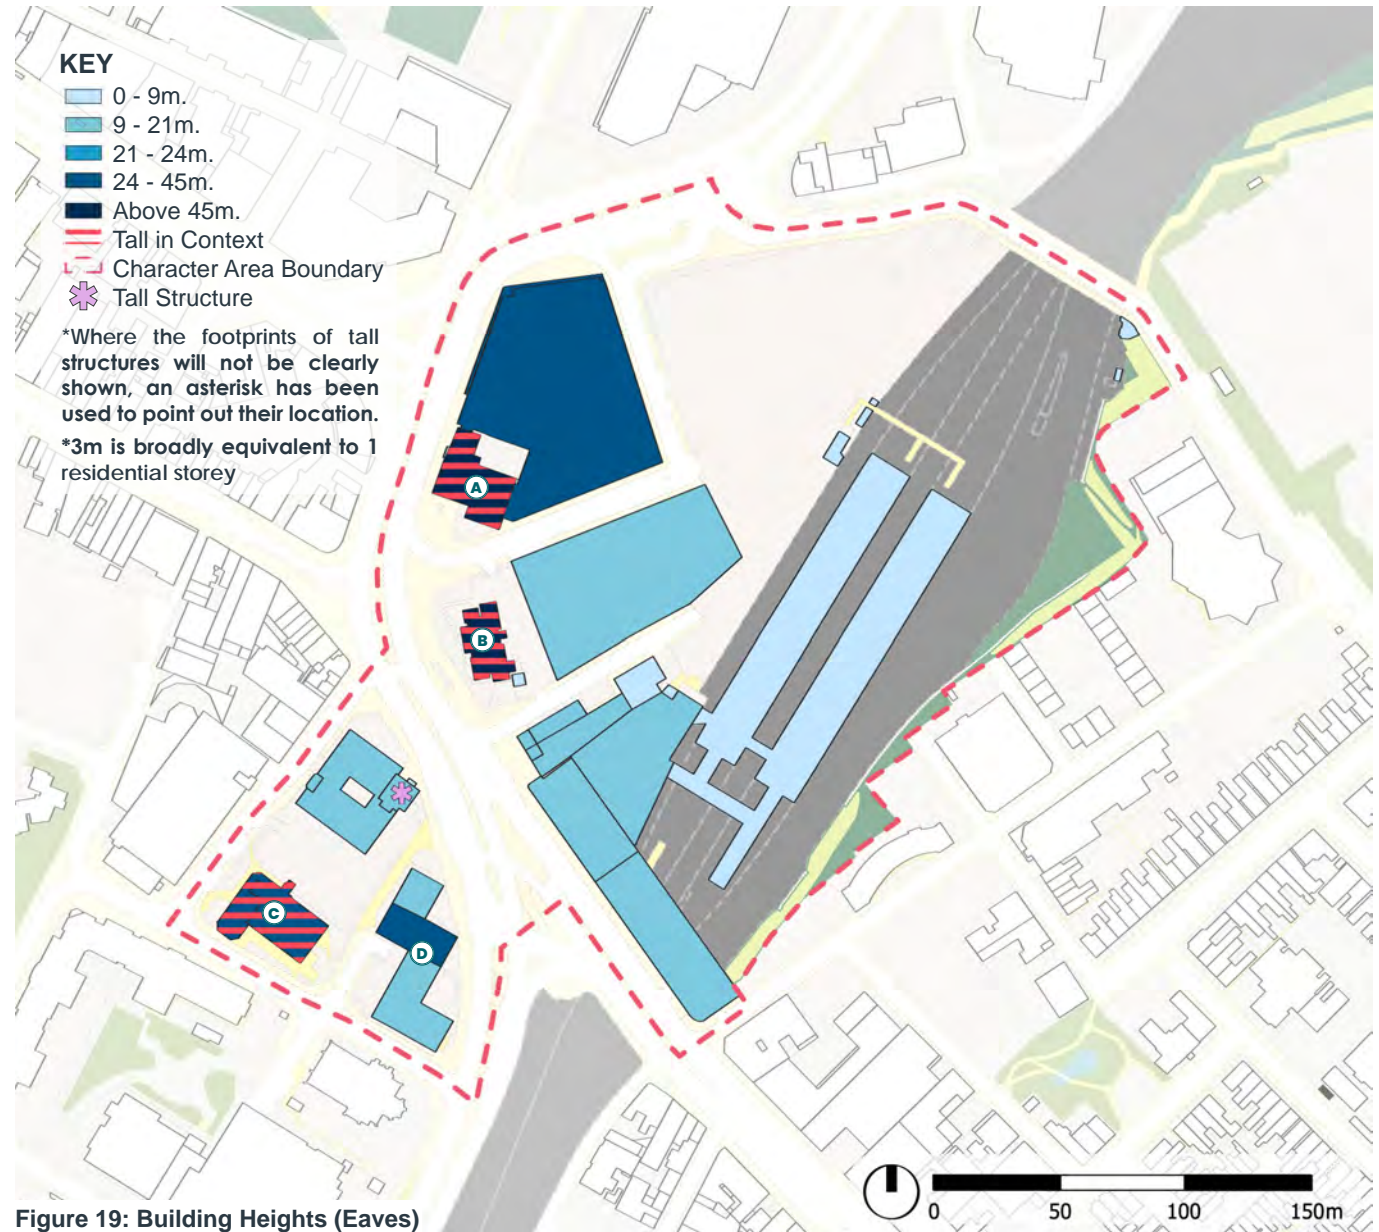 KEY
0 - 9m.
9 - 21m.
21 - 24m.
24 - 45m.
Above 45m.
Tall in Context
Character Area Boundary
Tall Structure
*Where the footprints of tall
structures will not be clearly
shown, an asterisk has been
used to point out their location.
*3m is broadly equivalent to 1
residential storey
A
B
C
D
0 50 100 150m
Figure 19: Building Heights (Eaves)